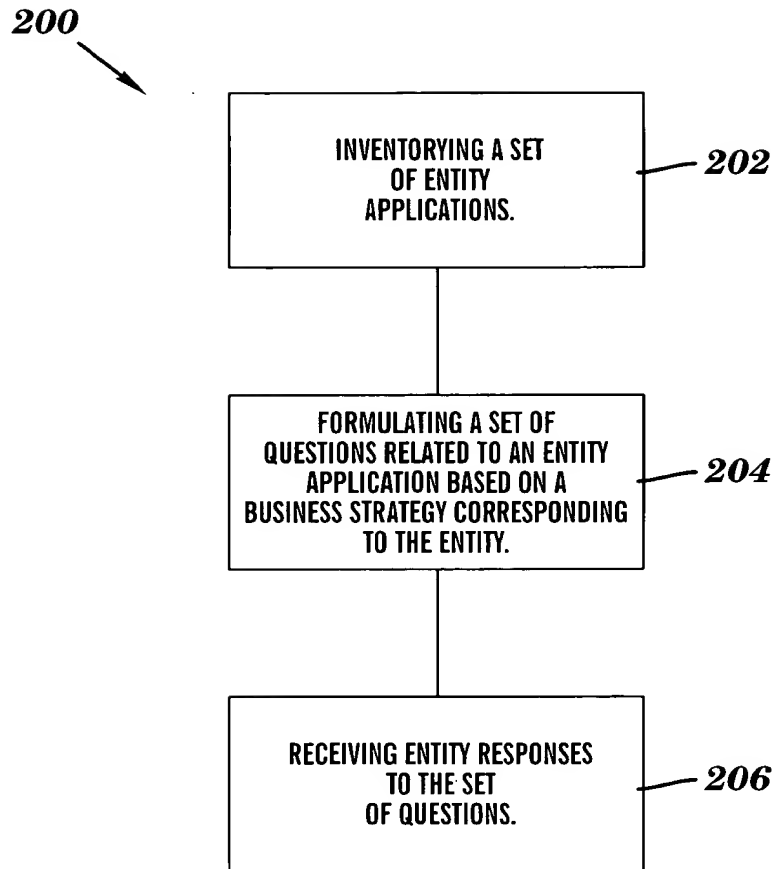 200
INVENTORYING A SET
OF ENTITY
APPLICATIONS.
202
FORMULATING A SET OF
QUESTIONS RELATED TO AN ENTITY
APPLICATION BASED ON A
BUSINESS STRATEGY CORRESPONDING
TO THE ENTITY.
204
RECEIVING ENTITY RESPONSES
TO THE SET
OF QUESTIONS.
206